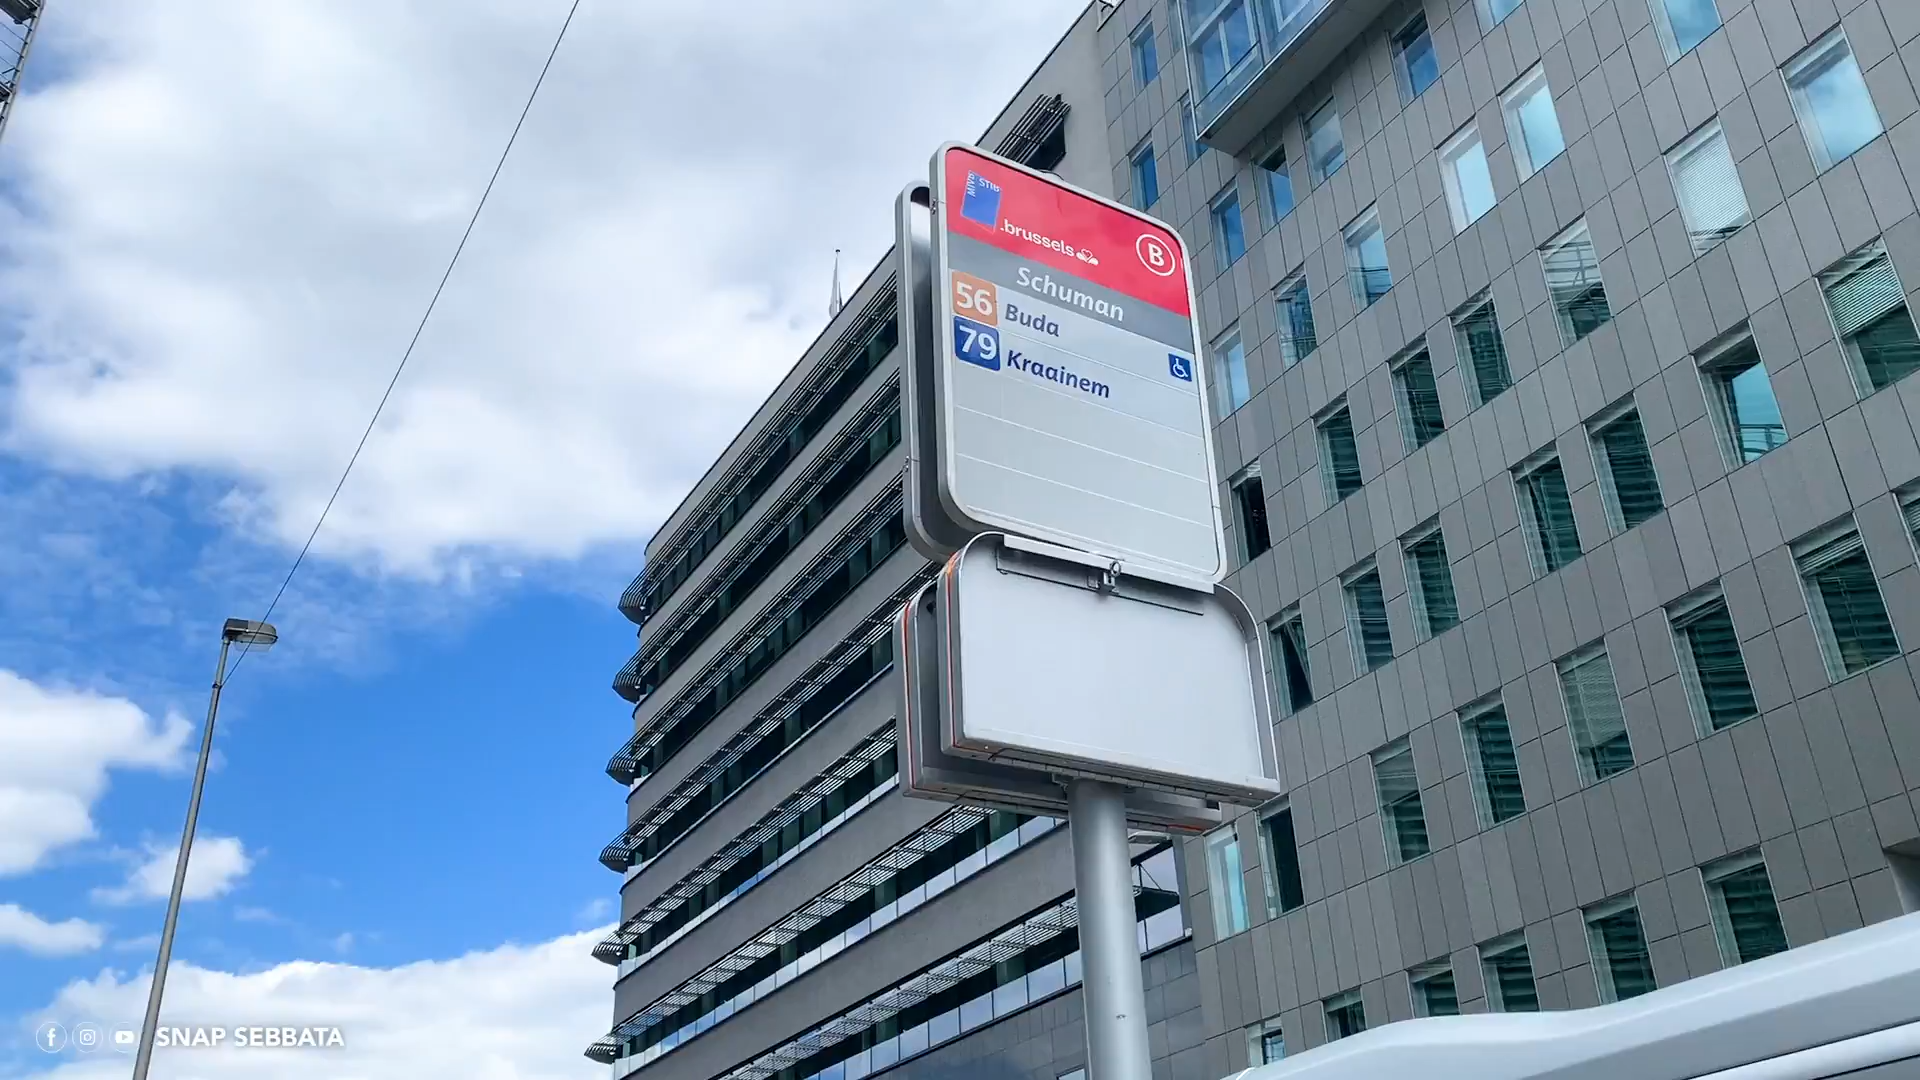 MIVB STIB
.brussels
B
Schuman
56 Buda
79 Kraainem
SNAP SEBBATA